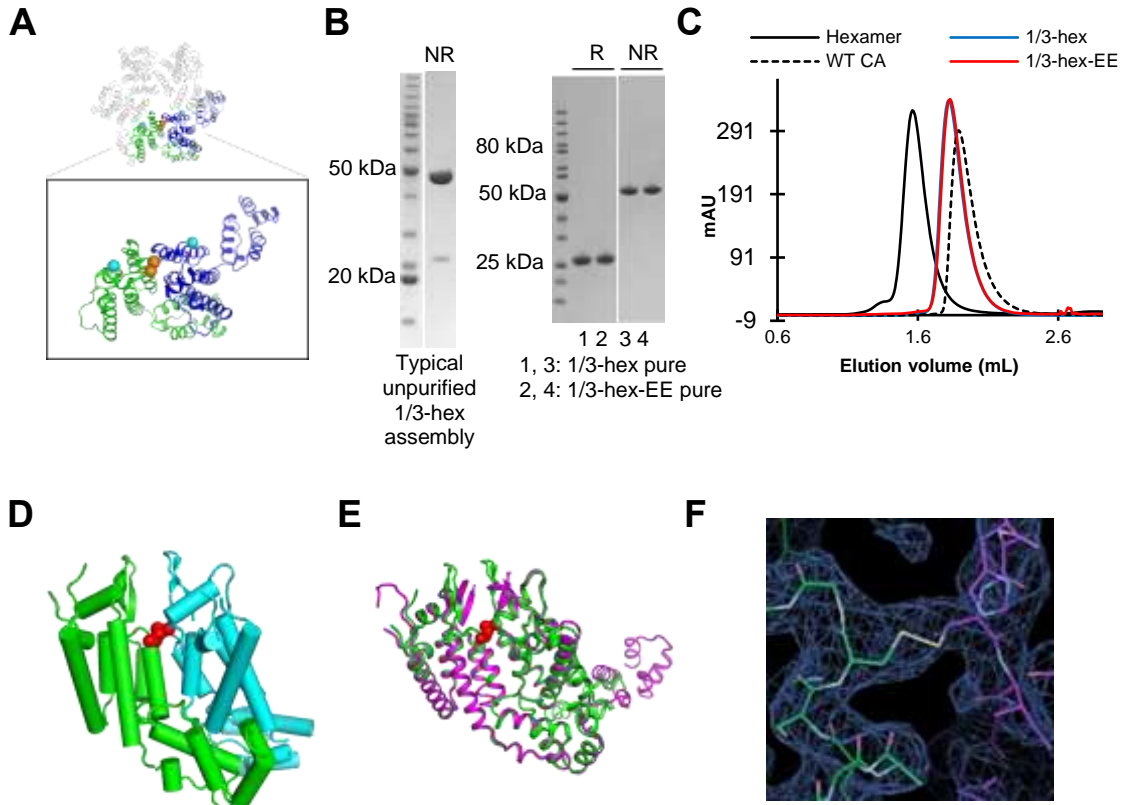 A
B
C
NR
R
NR
50 kDa
20 kDa
80 kDa
50 kDa
25 kDa
1 2
3 4
Typical
unpurified
1/3-hex
assembly
1, 3: 1/3-hex pure
2, 4: 1/3-hex-EE pure
Hexamer
1/3-hex
WT CA
1/3-hex-EE
mAU
291
191
91
-9
0.6
1.6
2.6
Elution volume (mL)
D
E
F